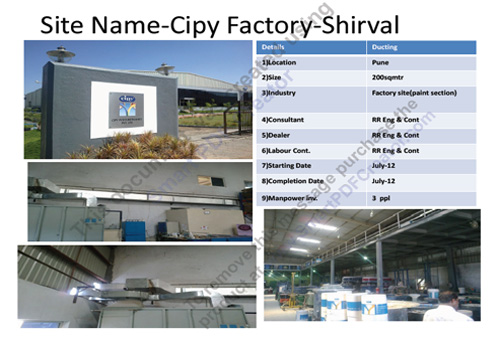 Site Name-Cipy Factory-Shirval
Details Ducting
1)Location Pune
2)Size 200sqmtr
3)Industry Factory site(paint section)
4)Consultant RR Eng & Cont
5)Dealer RR Eng & Cont
6)Labour Cont. RR Eng & Cont
7)Starting Date July-12
8)Completion Date July-12
9)Manpower inv. 3 ppl
cipy